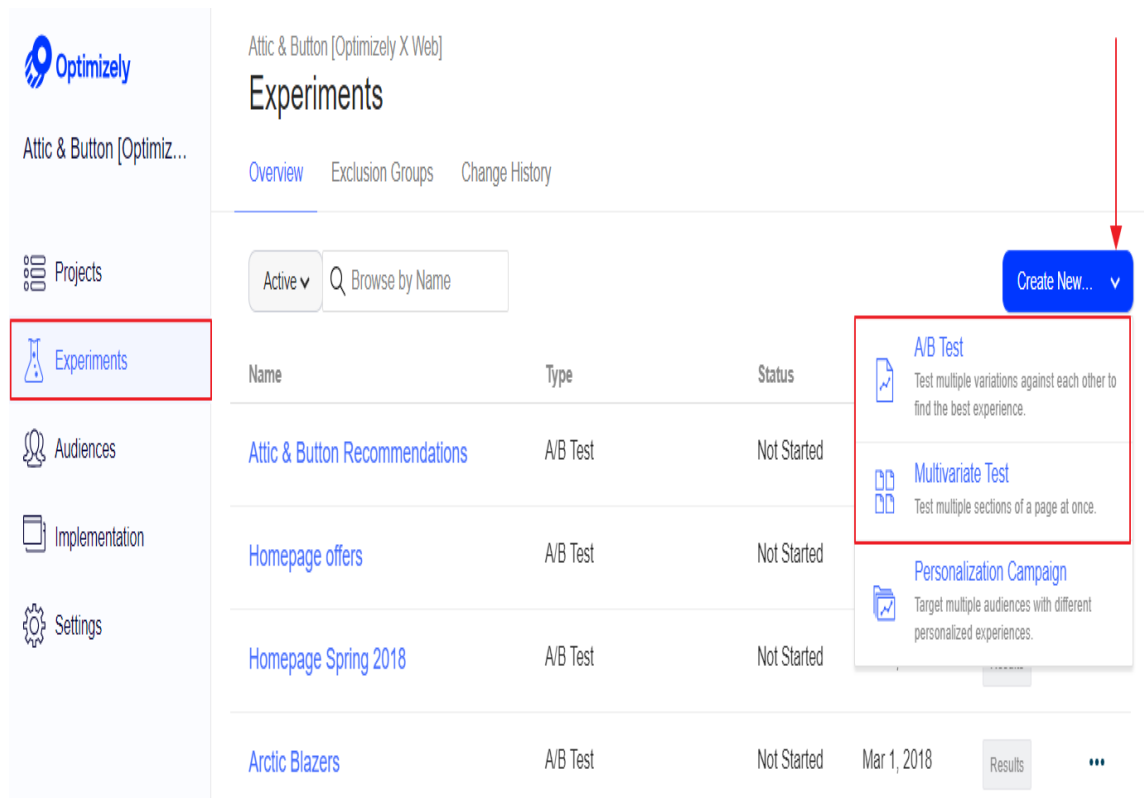 Optimizely
Attic & Button [Optimiz...
Projects
Experiments
Audiences
Implementation
Settings
Attic & Button [Optimizely X Web]
Experiments
Overview Exclusion Groups Change History
Active Browse by Name
Create New...
A/B Test
Test multiple variations against each other to
find the best experience.
Multivariate Test
Test multiple sections of a page at once.
Personalization Campaign
Target multiple audiences with different
personalized experiences.
Name Type Status
Attic & Button Recommendations A/B Test Not Started
Homepage offers A/B Test Not Started
Homepage Spring 2018 A/B Test Not Started
Arctic Blazers A/B Test Not Started Mar 1, 2018 Results